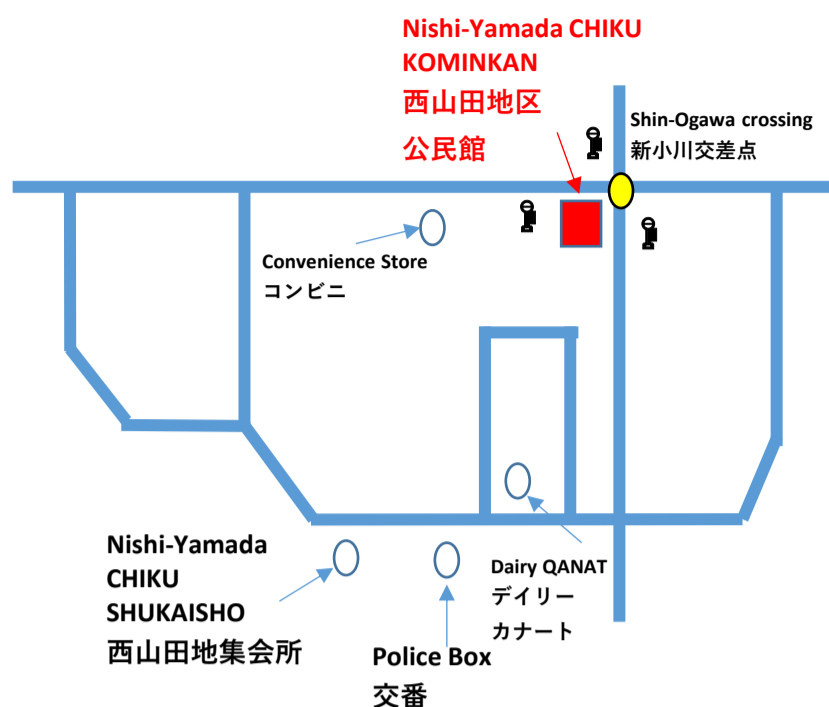 Nishi-Yamada CHIKU
KOMINKAN
西山田地区
公民館
Shin-Ogawa crossing
新小川交差点
Convenience Store
コンビニ
Nishi-Yamada
CHIKU
SHUKAISHO
西山田地集会所
Police Box
交番
Dairy QANAT
デイリー
カナート